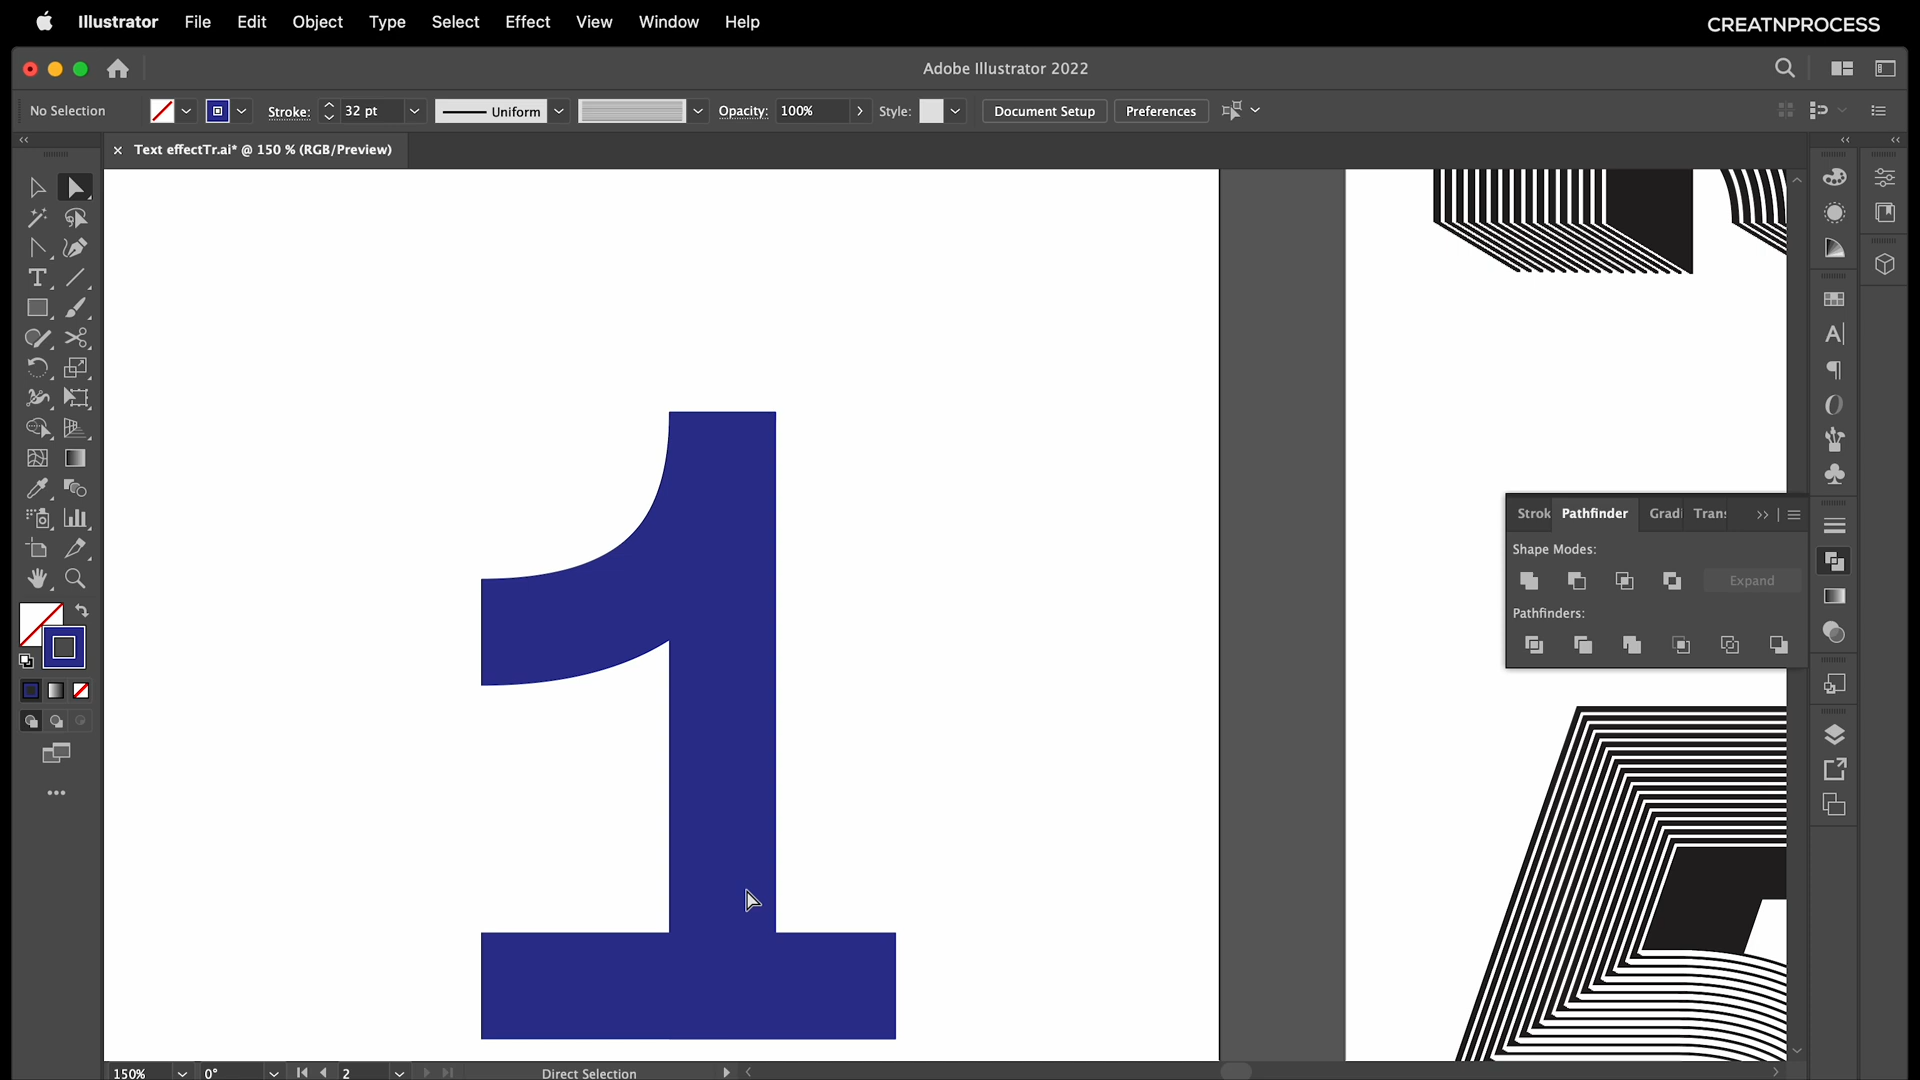 Illustrator File Edit Object Type Select Effect View Window Help
CREATNPROCESS
Adobe Illustrator 2022
No Selection Stroke: 32 pt Uniform Opacity: 100% Style: Document Setup Preferences
× Text effectTr.ai* @ 150 % (RGB/Preview)
1
Strok Pathfinder Gradi Trans
Shape Modes:
Expand
Pathfinders:
150% 0° 2 Direct Selection